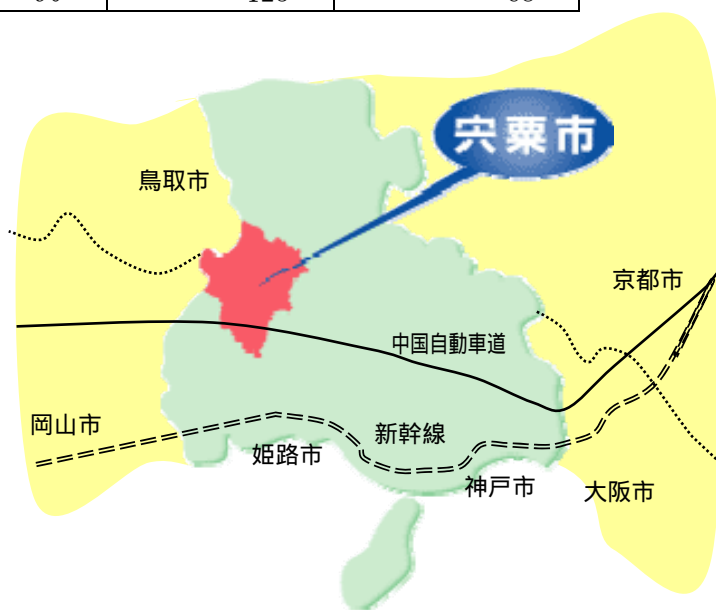 宍粟市
鳥取市
京都市
中国自動車道
岡山市
新幹線
姫路市
神戸市
大阪市